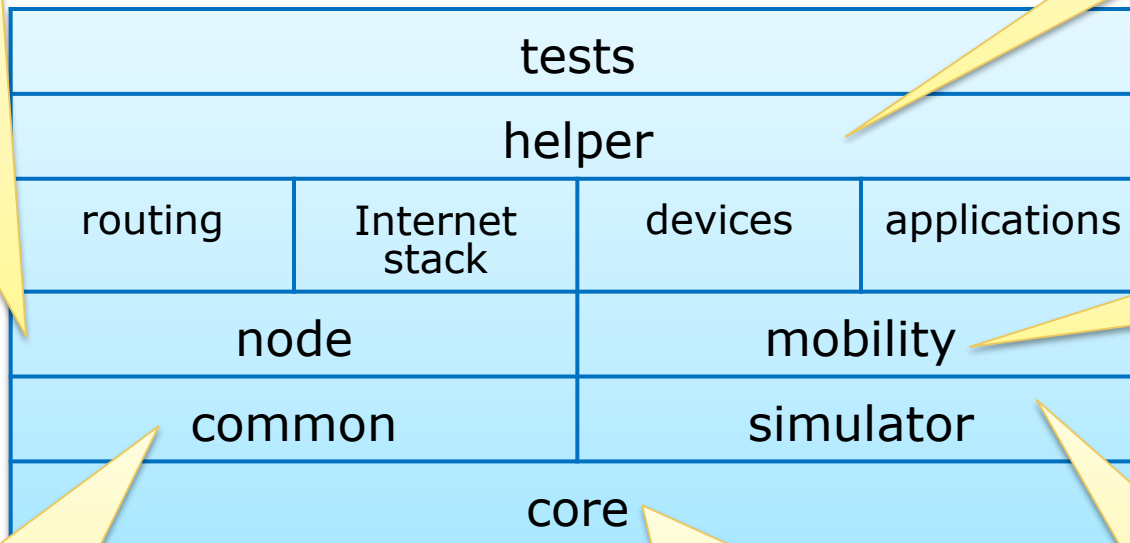 tests
helper
routing
Internet
stack
devices
applications
node
mobility
common
simulator
core